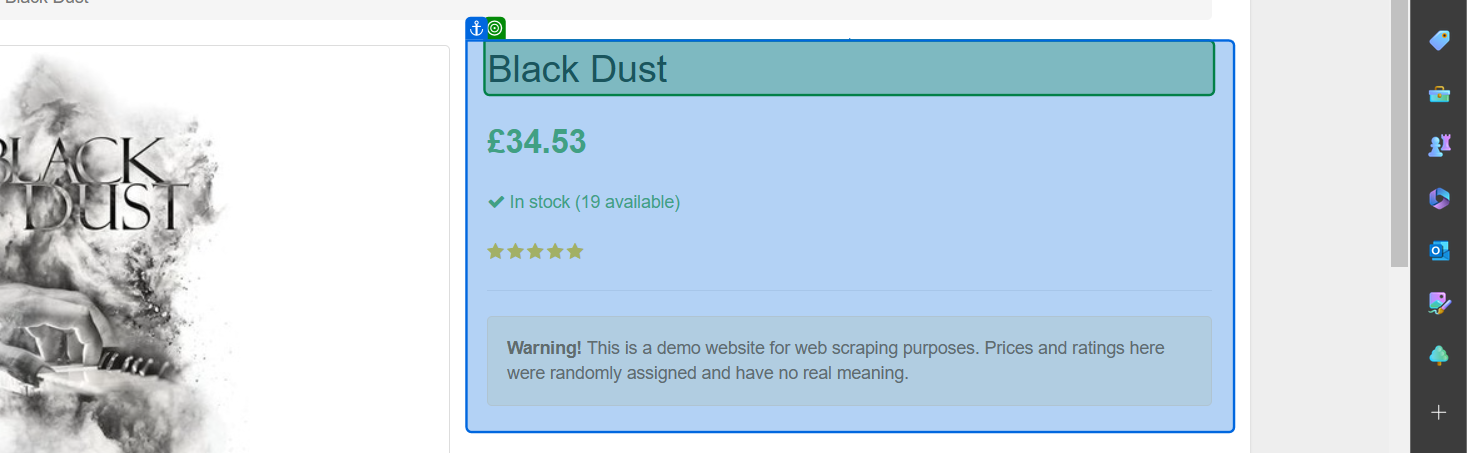 Black Dust
Black Dust
£34.53
In stock (19 available)
Warning! This is a demo website for web scraping purposes. Prices and ratings here
were randomly assigned and have no real meaning.
BLACK
DUST